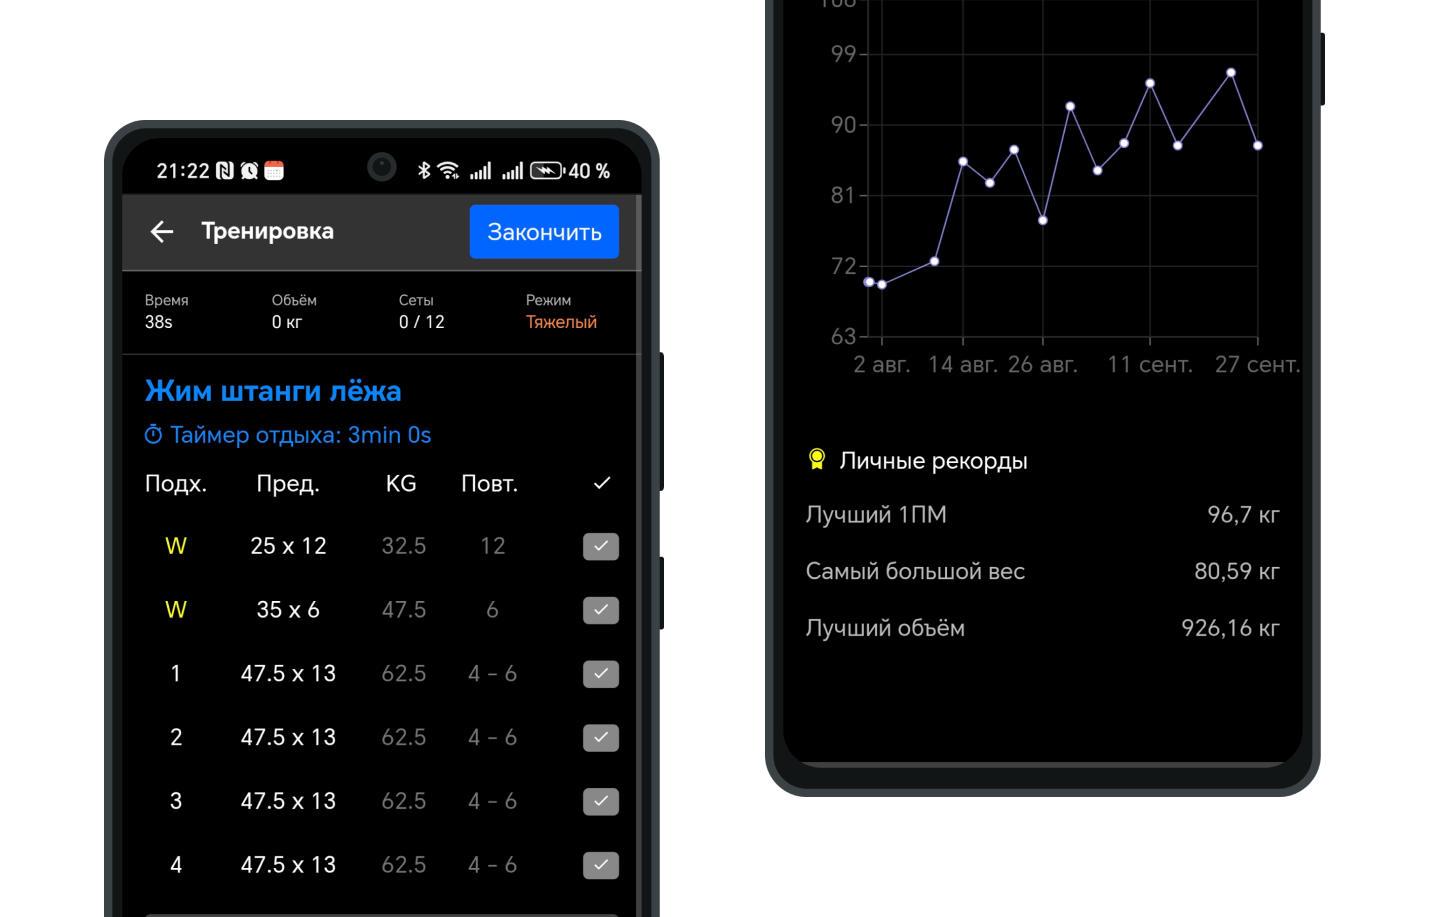 21:22 40 %
Тренировка Закончить
Время Объём Сеты Режим
38s 0 кг 0 / 12 Тяжелый
Жим штанги лёжа
Таймер отдыха: 3min 0s
Подх. Пред. KG Повт.
W 25 x 12 32.5 12
W 35 x 6 47.5 6
1 47.5 x 13 62.5 4 - 6
2 47.5 x 13 62.5 4 - 6
3 47.5 x 13 62.5 4 - 6
4 47.5 x 13 62.5 4 - 6
108
99
90
81
72
63
2 авг. 14 авг. 26 авг. 11 сент. 27 сент.
Личные рекорды
Лучший 1ПМ 96,7 кг
Самый большой вес 80,59 кг
Лучший объём 926,16 кг